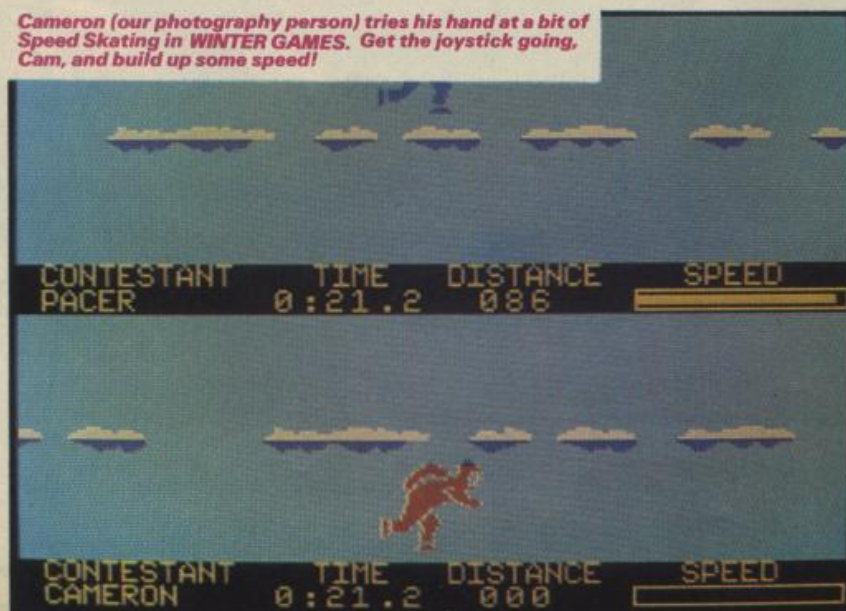 Cameron (our photography person) tries his hand at a bit of
Speed Skating in WINTER GAMES. Get the joystick going,
Cam, and build up some speed!
CONTESTANT TIME DISTANCE SPEED
PACER 0:21.2 086
CONTESTANT TIME DISTANCE SPEED
CAMERON 0:21.2 000